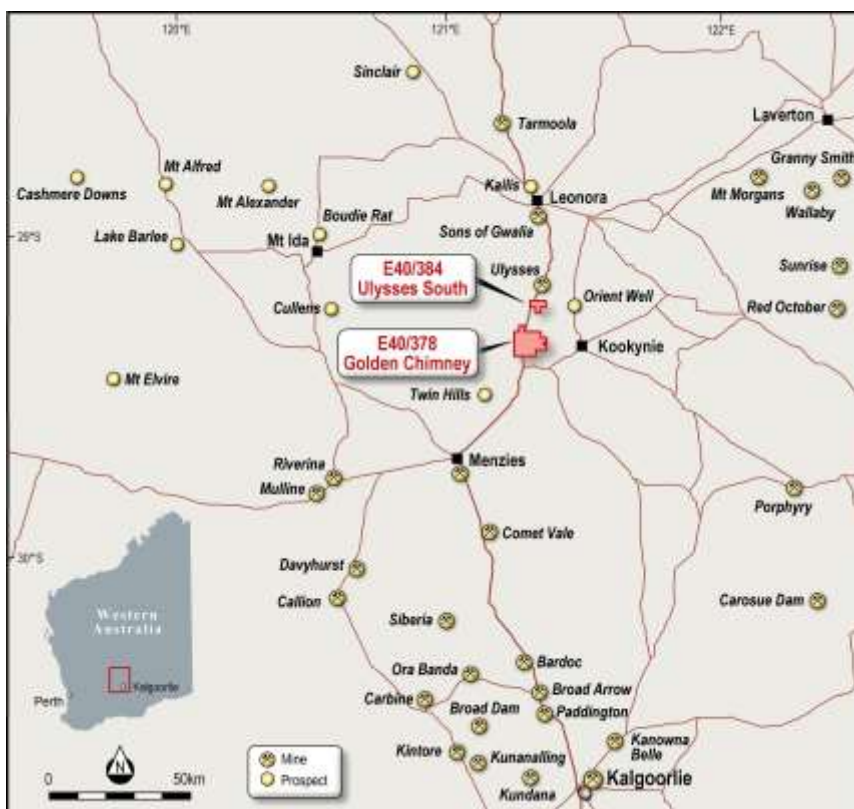 120°E
121°E
122°E
Sinclair
Tarmoola
Laverton
Granny Smith
Mt Alfred
Cashmere Downs
Mt Alexander
Kallis
Leonora
Mt Morgans
Wallaby
Boudie Rat
Sons of Gwalia
Lake Barlee
29°S
Mt Ida
E40/384
Ulysses South
Ulysses
Sunrise
Orient Well
Cullens
Red October
E40/378
Golden Chimney
Kookynie
Mt Elvire
Twin Hills
Menzies
Riverina
Mulline
Porphyry
Comet Vale
30°S
Davyhurst
Callion
Carosue Dam
Siberia
Western
Australia
Bardoc
Ora Banda
Kalgoorlie
Perth
Carbine
Broad Arrow
Broad Dam
Paddington
Kanowna
Belle
Kintore
Kunanalling
N
0
50km
Mine
Prospect
Kundana
Kalgoorlie